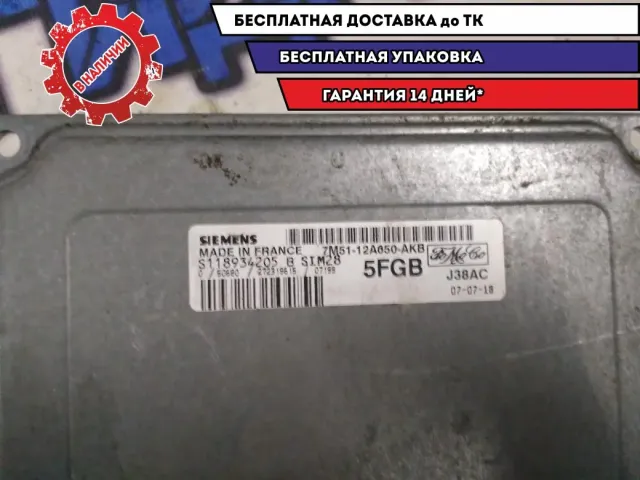 БЕСПЛАТНАЯ ДОСТАВКА до ТК
БЕСПЛАТНАЯ УПАКОВКА
ГАРАНТИЯ 14 ДНЕЙ*
В НАЛИЧИИ
SIEMENS
MADE IN FRANCE 7M51-12A650-AKB
S118934205 B SIM28
5FGB
FoMoCo
J38AC
07-07-18